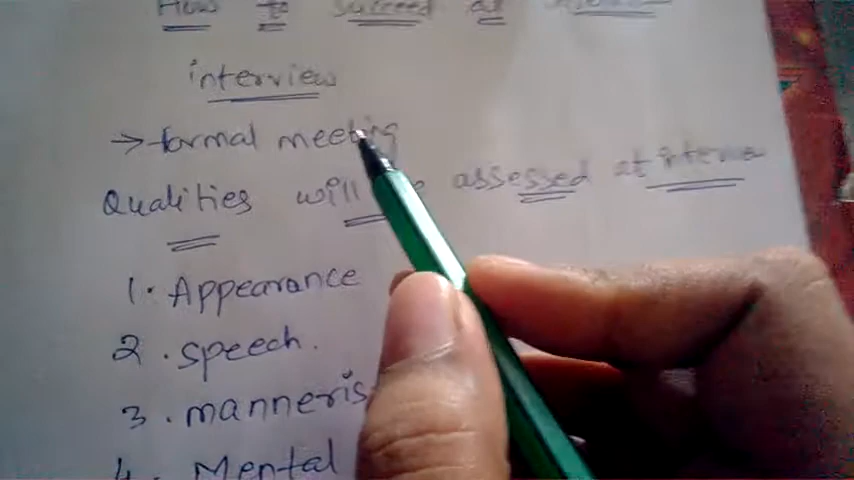 How to succeed at
interview
→ formal meeting
Qualities will assessed at interview
1. Appearance
2. speech.
3. manneris
4. Mental